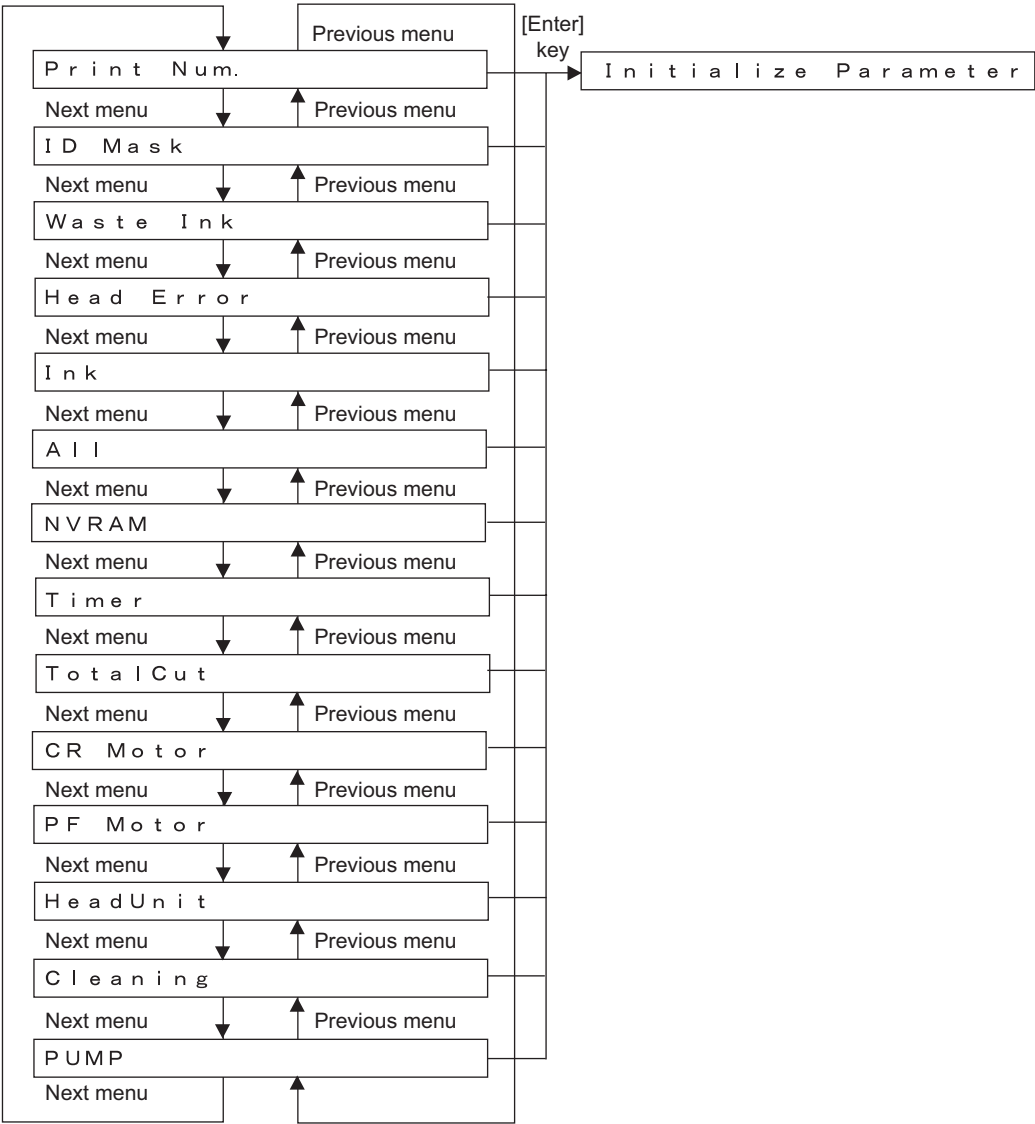 Previous menu
[Enter]
key
Print Num.
Initialize Parameter
Next menu Previous menu
ID Mask
Next menu Previous menu
Waste Ink
Next menu Previous menu
Head Error
Next menu Previous menu
Ink
Next menu Previous menu
All
Next menu Previous menu
NVRAM
Next menu Previous menu
Timer
Next menu Previous menu
TotalCut
Next menu Previous menu
CR Motor
Next menu Previous menu
PF Motor
Next menu Previous menu
HeadUnit
Next menu Previous menu
Cleaning
Next menu Previous menu
PUMP
Next menu